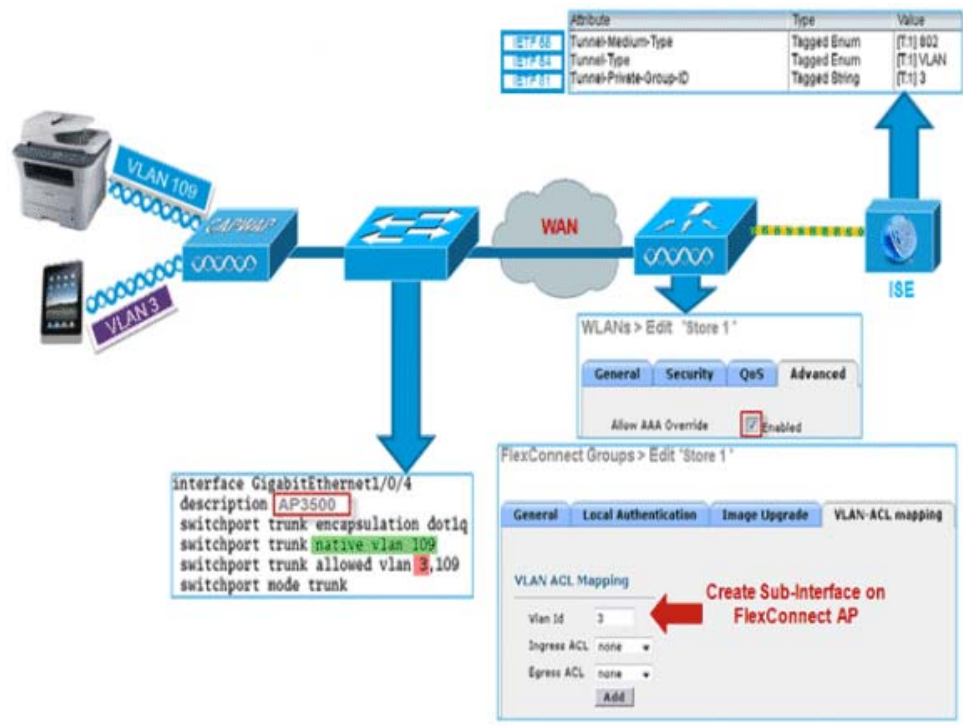 Attribute Type Value
IETF 65 Tunnel-Medium-Type Tagged Enum [T:1] 802
IETF 64 Tunnel-Type Tagged Enum [T:1] VLAN
IETF 81 Tunnel-Private-Group-ID Tagged String [T:1] 3
VLAN 109
CAPWAP
VLAN 3
WAN
ISE
WLANs > Edit 'Store 1'
General Security QoS Advanced
Allow AAA Override Enabled
interface GigabitEthernet1/0/4
description AP3500
switchport trunk encapsulation dot1q
switchport trunk native vlan 109
switchport trunk allowed vlan 3,109
switchport mode trunk
FlexConnect Groups > Edit 'Store 1'
General Local Authentication Image Upgrade VLAN-ACL mapping
VLAN ACL Mapping
Vlan Id 3
Ingress ACL none
Egress ACL none
Add
Create Sub-Interface on
FlexConnect AP